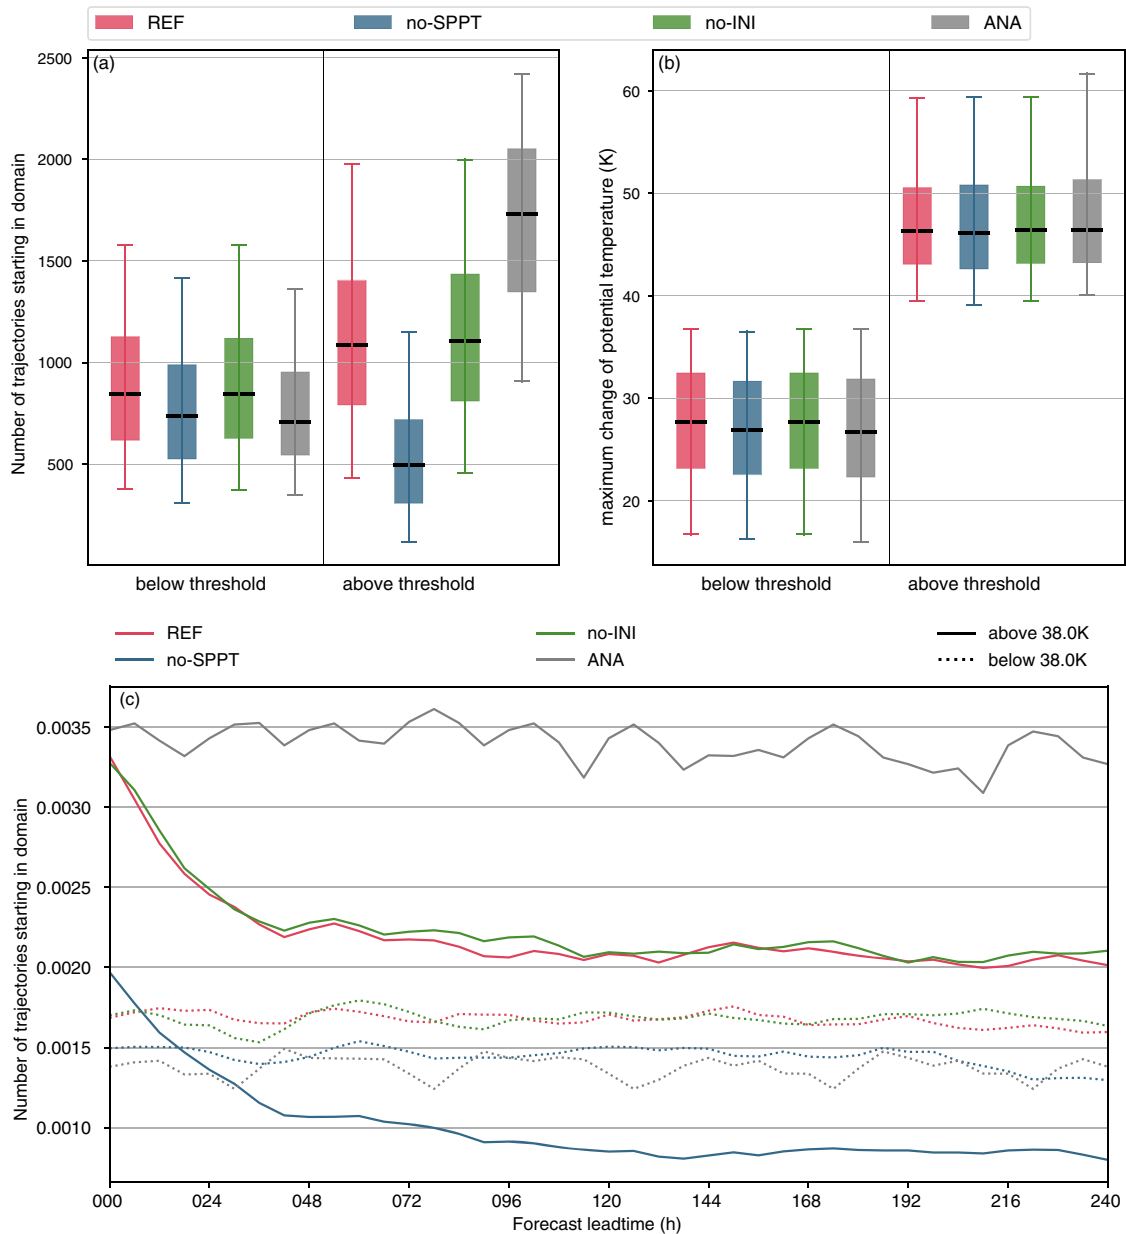 REF no-SPPT no-INI ANA
(a)
Number of trajectories starting in domain
2500
2000
1500
1000
500
below threshold above threshold
(b)
maximum change of potential temperature (K)
60
50
40
30
20
below threshold above threshold
REF no-INI above 38.0K
no-SPPT ANA below 38.0K
(c)
Number of trajectories starting in domain
0.0035
0.0030
0.0025
0.0020
0.0015
0.0010
000 024 048 072 096 120 144 168 192 216 240
Forecast leadtime (h)